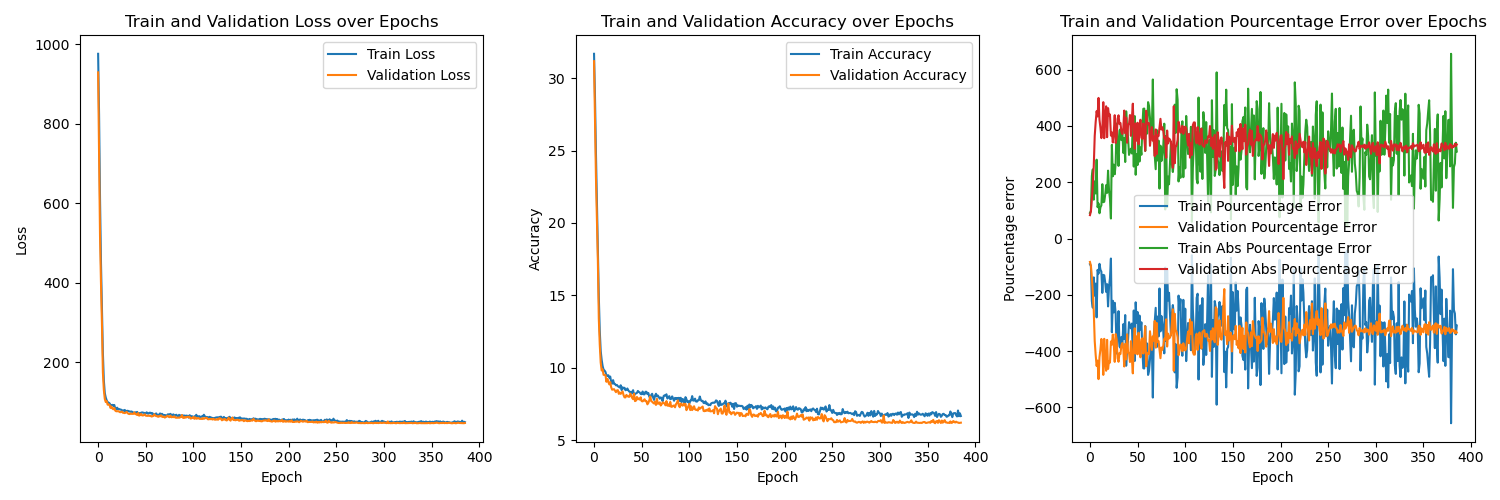 Train and Validation Loss over Epochs
1000
800
600
400
200
Loss
0 50 100 150 200 250 300 350 400
Epoch
Train Loss
Validation Loss
Train and Validation Accuracy over Epochs
30
25
20
15
10
5
Accuracy
0 50 100 150 200 250 300 350 400
Epoch
Train Accuracy
Validation Accuracy
Train and Validation Pourcentage Error over Epochs
600
400
200
0
−200
−400
−600
Pourcentage error
0 50 100 150 200 250 300 350 400
Epoch
Train Pourcentage Error
Validation Pourcentage Error
Train Abs Pourcentage Error
Validation Abs Pourcentage Error